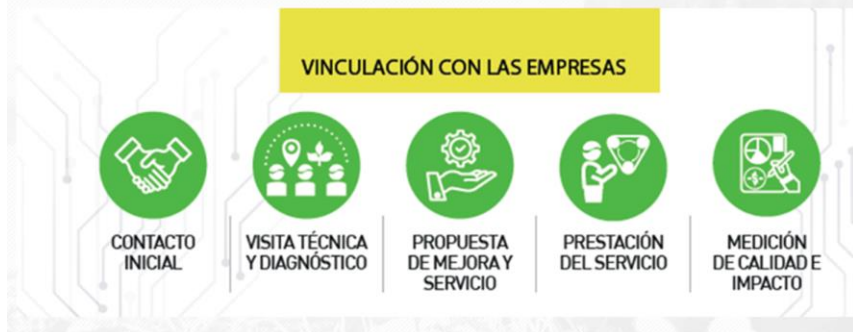 VINCULACIÓN CON LAS EMPRESAS
CONTACTO
INICIAL
VISITA TÉCNICA
Y DIAGNÓSTICO
PROPUESTA
DE MEJORA Y
SERVICIO
PRESTACIÓN
DEL SERVICIO
MEDICIÓN
DE CALIDAD E
IMPACTO